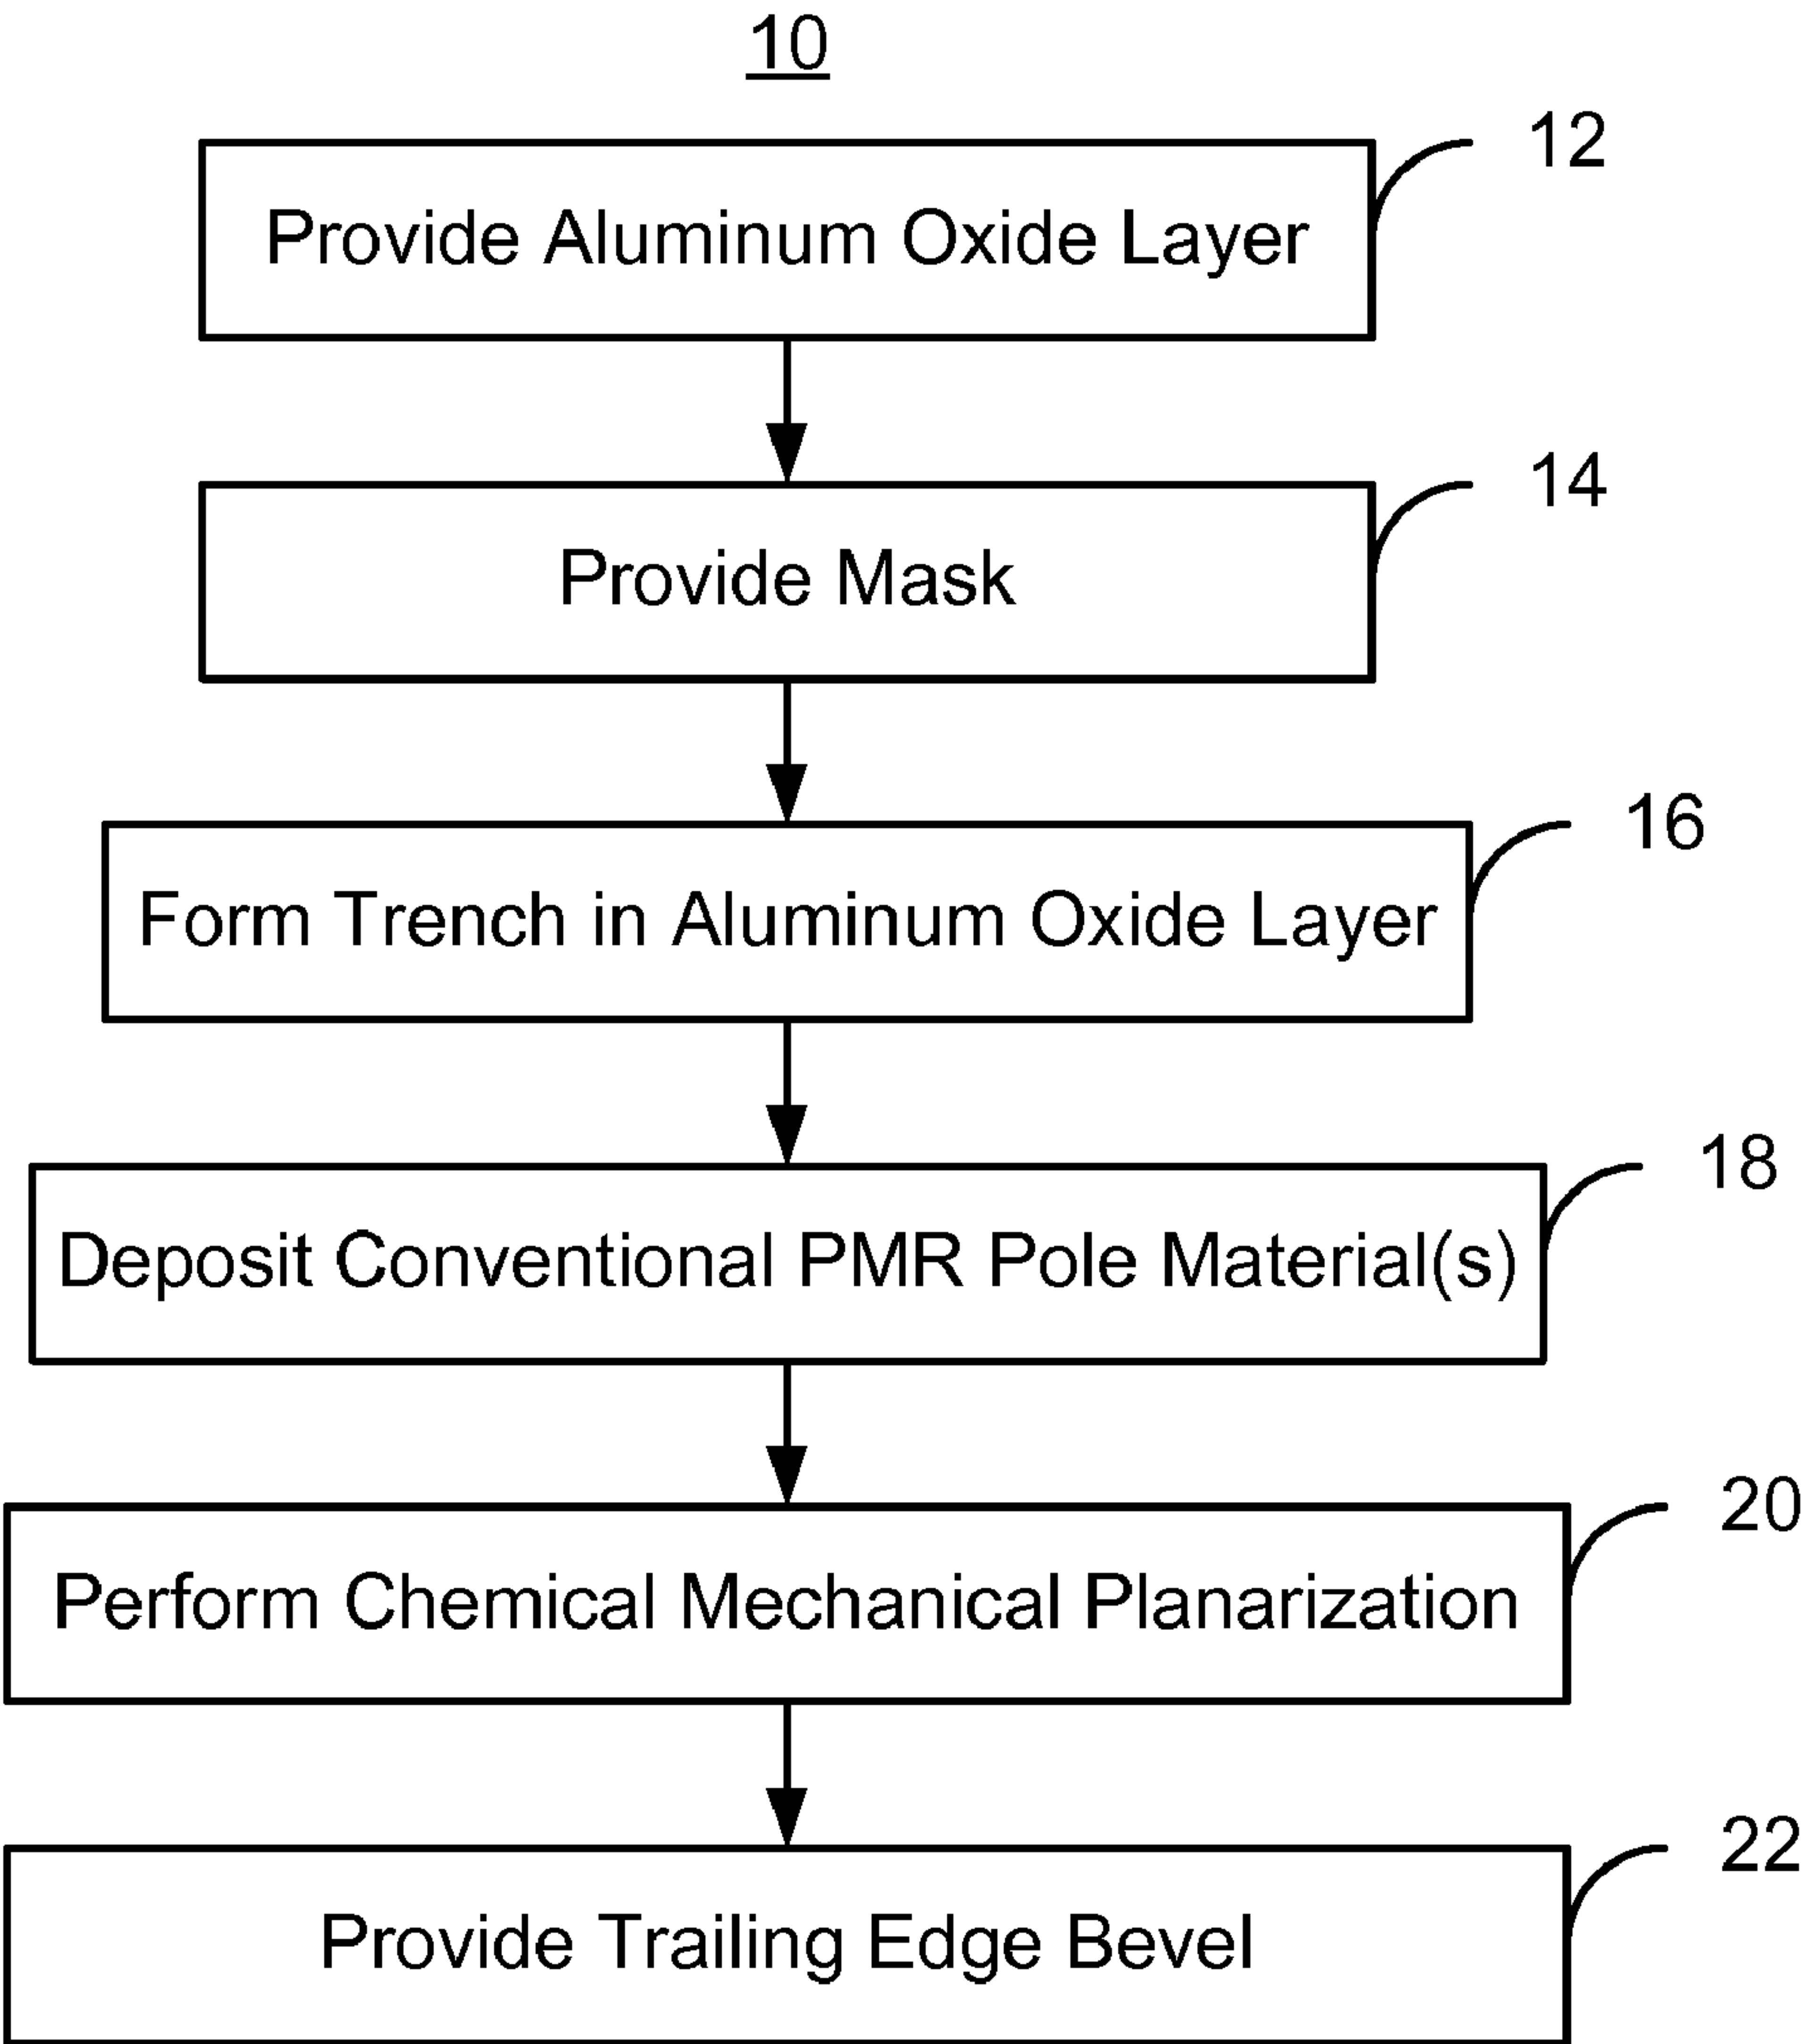 10
12
Provide Aluminum Oxide Layer
14
Provide Mask
16
Form Trench in Aluminum Oxide Layer
18
Deposit Conventional PMR Pole Material(s)
20
Perform Chemical Mechanical Planarization
22
Provide Trailing Edge Bevel